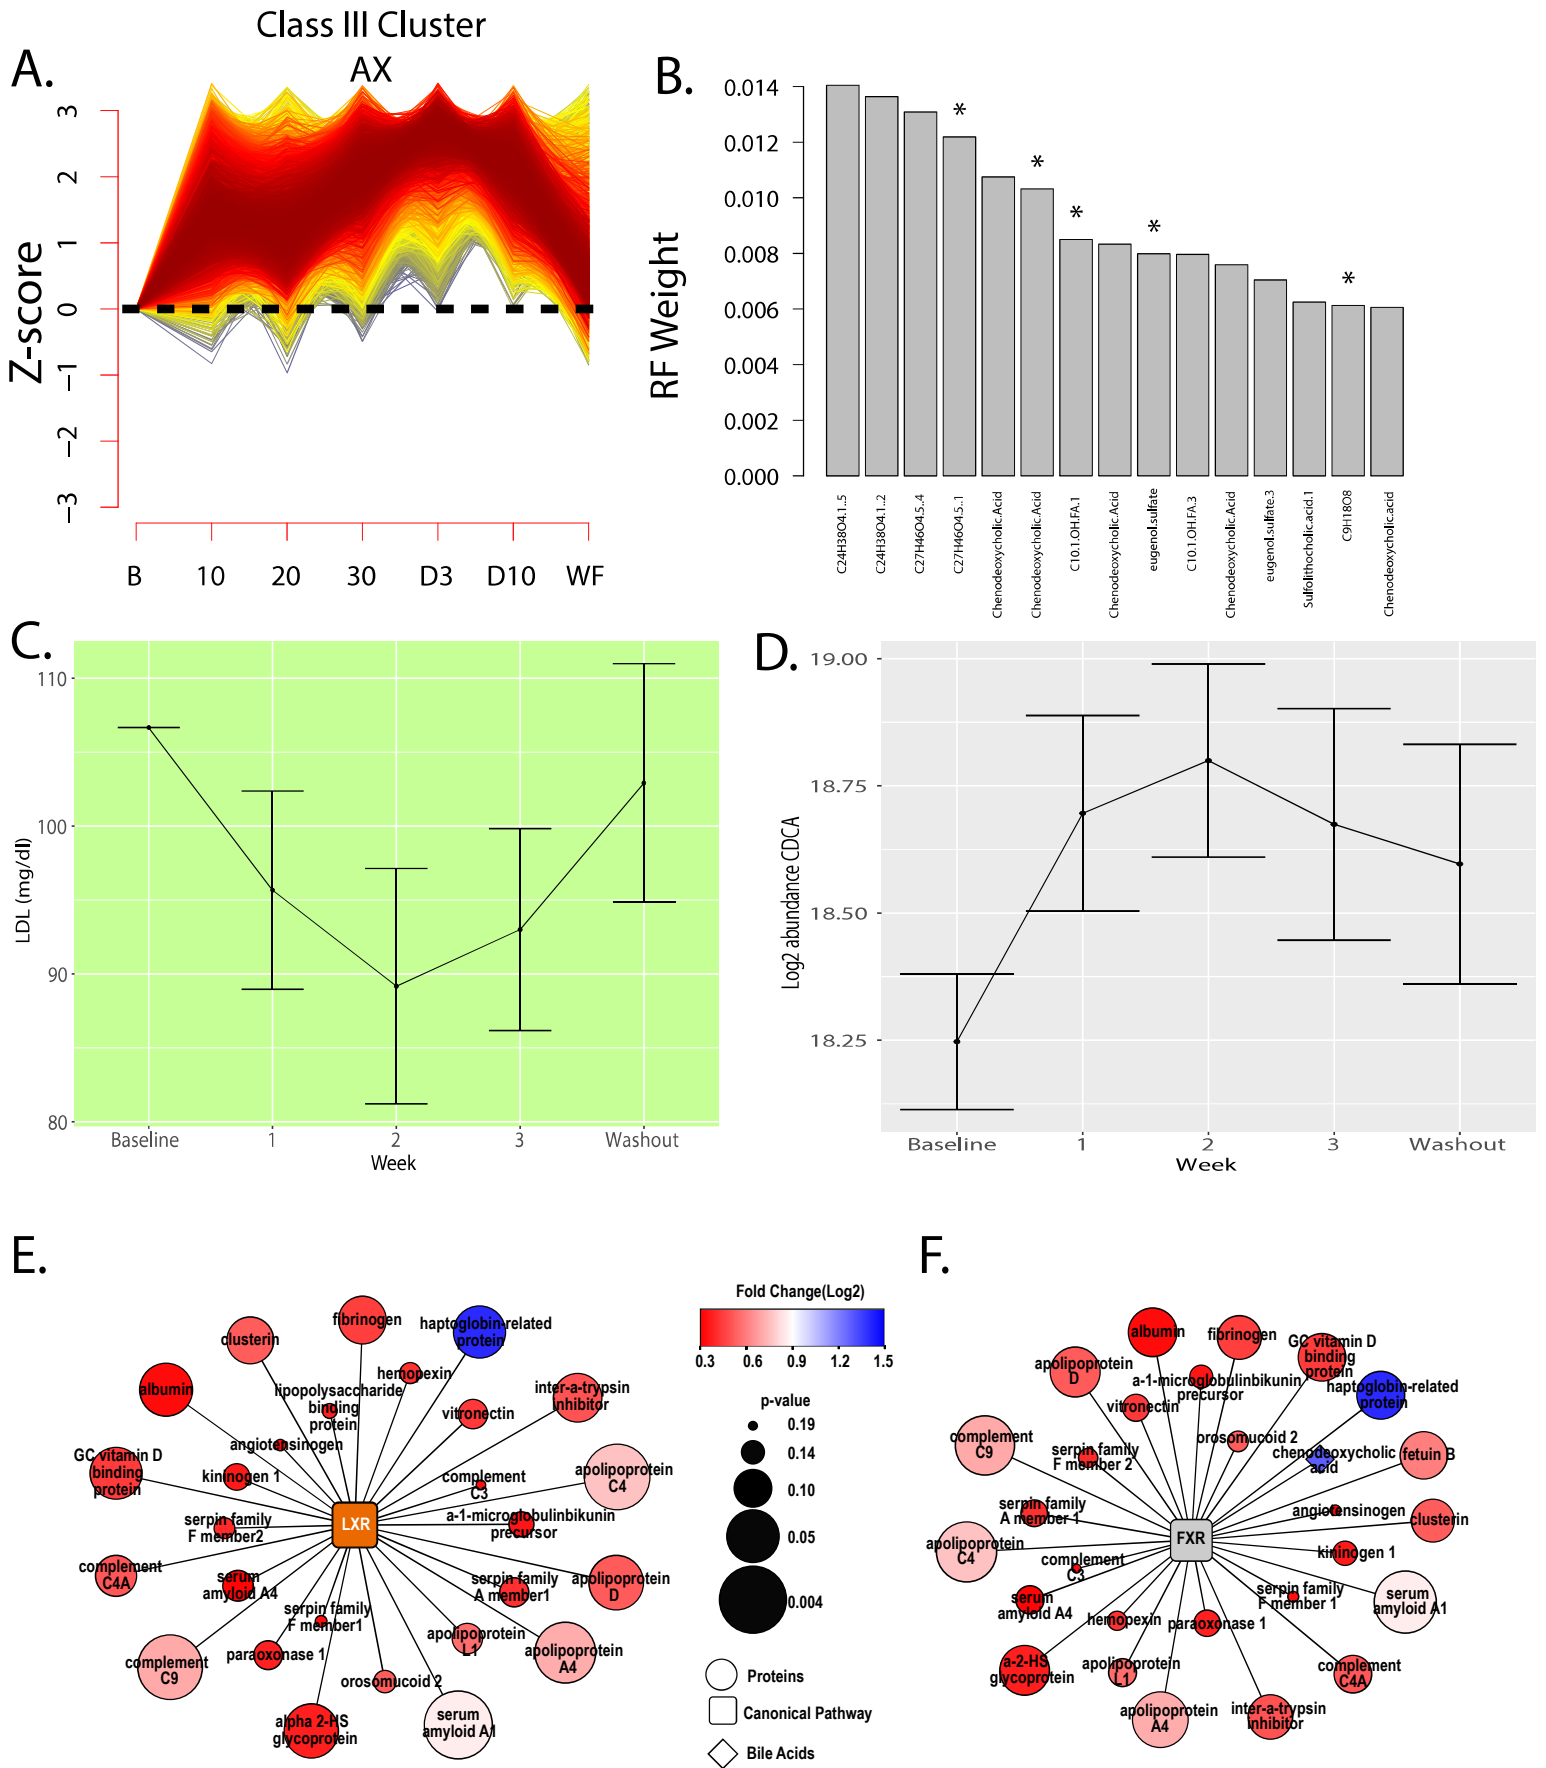 Class III Cluster
A.
AX
Z-score
3
2
1
0
−1
−2
−3
B
10
20
30
D3
D10
WF
B.
RF Weight
0.014
0.012
0.010
0.008
0.006
0.004
0.002
0.000
*
*
*
*
*
C24H38O4.1..5
C24H38O4.1..2
C27H46O4.5..4
C27H46O4.5..1
Chenodeoxycholic.Acid
Chenodeoxycholic.Acid
C10.1.OH.FA.1
Chenodeoxycholic.Acid
eugenol.sulfate
C10.1.OH.FA.3
Chenodeoxycholic.Acid
eugenol.sulfate.3
Sulfolithocholic.acid.1
C9H18O8
Chenodeoxycholic.acid
C.
LDL (mg/dl)
110
100
90
80
Baseline
1
2
3
Washout
Week
D.
Log2 abundance CDCA
19.00
18.75
18.50
18.25
Baseline
1
2
3
Washout
Week
E.
fibrinogen
clusterin
haptoglobin-related
protein
hemopexin
albumin
lipopolysaccharide
binding
protein
inter-a-trypsin
inhibitor
vitronectin
angiotensinogen
GC vitamin D
binding
protein
kininogen 1
complement
C3
apolipoprotein
C4
serpin family
F member2
LXR
a-1-microglobulinbikunin
precursor
complement
C4A
serum
amyloid A4
serpin family
A member1
apolipoprotein
D
serpin family
F member1
apolipoprotein
L1
apolipoprotein
A4
complement
C9
paraoxonase 1
orosomucoid 2
alpha 2-HS
glycoprotein
serum
amyloid A1
Fold Change(Log2)
0.3
0.6
0.9
1.2
1.5
p-value
0.19
0.14
0.10
0.05
0.004
Proteins
Canonical Pathway
Bile Acids
F.
albumin
fibrinogen
GC vitamin D
binding
protein
apolipoprotein
D
a-1-microglobulinbikunin
precursor
haptoglobin-related
protein
vitronectin
orosomucoid 2
complement
C9
serpin family
F member 2
chenodeoxycholic
acid
fetuin B
serpin family
A member 1
angiotensinogen
clusterin
apolipoprotein
C4
FXR
kininogen 1
complement
C3
serum
amyloid A4
serpin family
F member 1
serum
amyloid A1
hemopexin
paraoxonase 1
a-2-HS
glycoprotein
apolipoprotein
L1
complement
C4A
apolipoprotein
A4
inter-a-trypsin
inhibitor